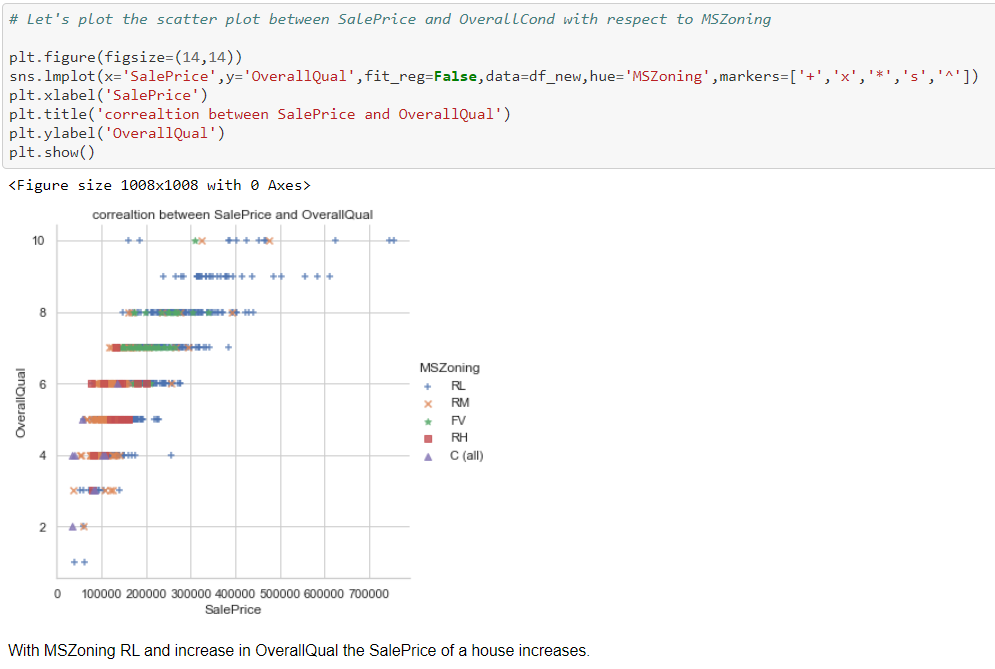 # Let's plot the scatter plot between SalePrice and OverallCond with respect to MSZoning
plt.figure(figsize=(14,14))
sns.lmplot(x='SalePrice',y='OverallQual',fit_reg=False,data=df_new,hue='MSZoning',markers=['+','x','*','s','^'])
plt.xlabel('SalePrice')
plt.title('correaltion between SalePrice and OverallQual')
plt.ylabel('OverallQual')
plt.show()
<Figure size 1008x1008 with 0 Axes>
correaltion between SalePrice and OverallQual
10
8
6
4
2
OverallQual
0 100000 200000 300000 400000 500000 600000 700000
SalePrice
MSZoning
RL
RM
FV
RH
C (all)
With MSZoning RL and increase in OverallQual the SalePrice of a house increases.